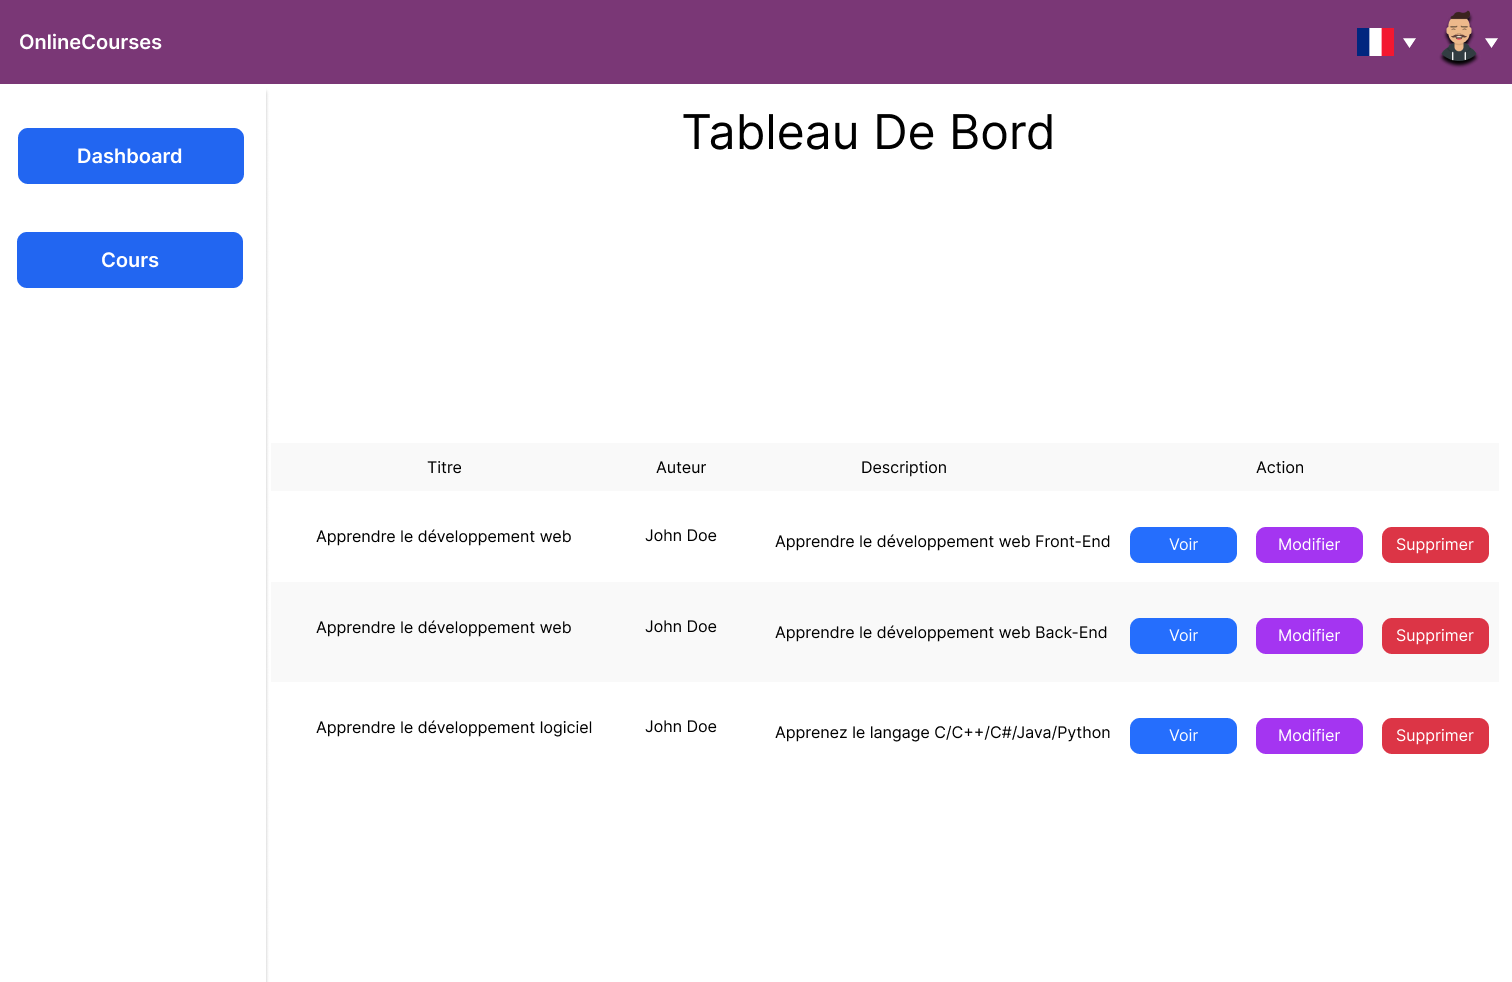 OnlineCourses
Tableau De Bord
Dashboard
Cours
Titre Auteur Description Action
Apprendre le développement web John Doe Apprendre le développement web Front-End Voir Modifier Supprimer
Apprendre le développement web John Doe Apprendre le développement web Back-End Voir Modifier Supprimer
Apprendre le développement logiciel John Doe Apprenez le langage C/C++/C#/Java/Python Voir Modifier Supprimer